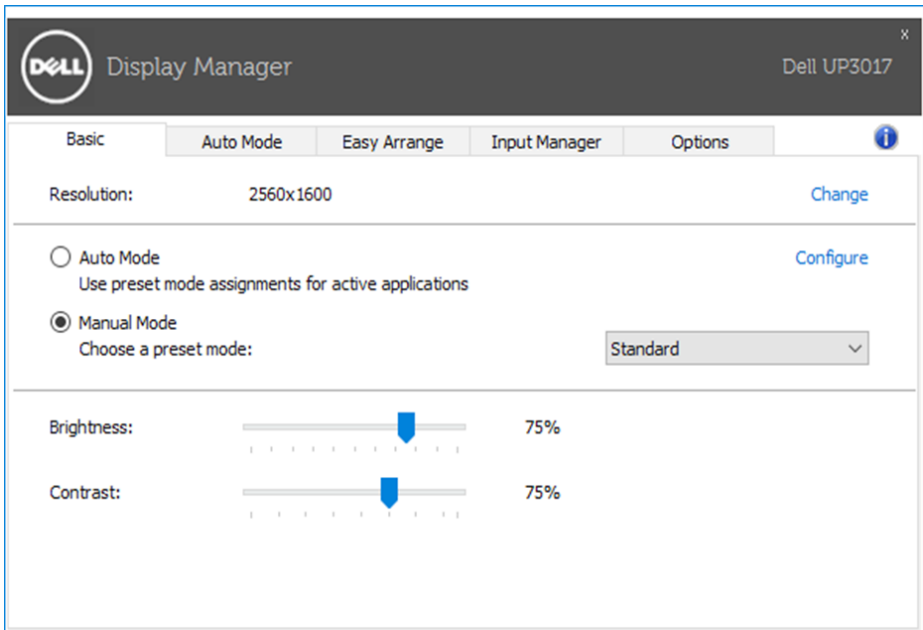 x
DELL Display Manager Dell UP3017
Basic Auto Mode Easy Arrange Input Manager Options i
Resolution: 2560x1600 Change
Auto Mode Configure
Use preset mode assignments for active applications
Manual Mode
Choose a preset mode: Standard
Brightness: 75%
Contrast: 75%